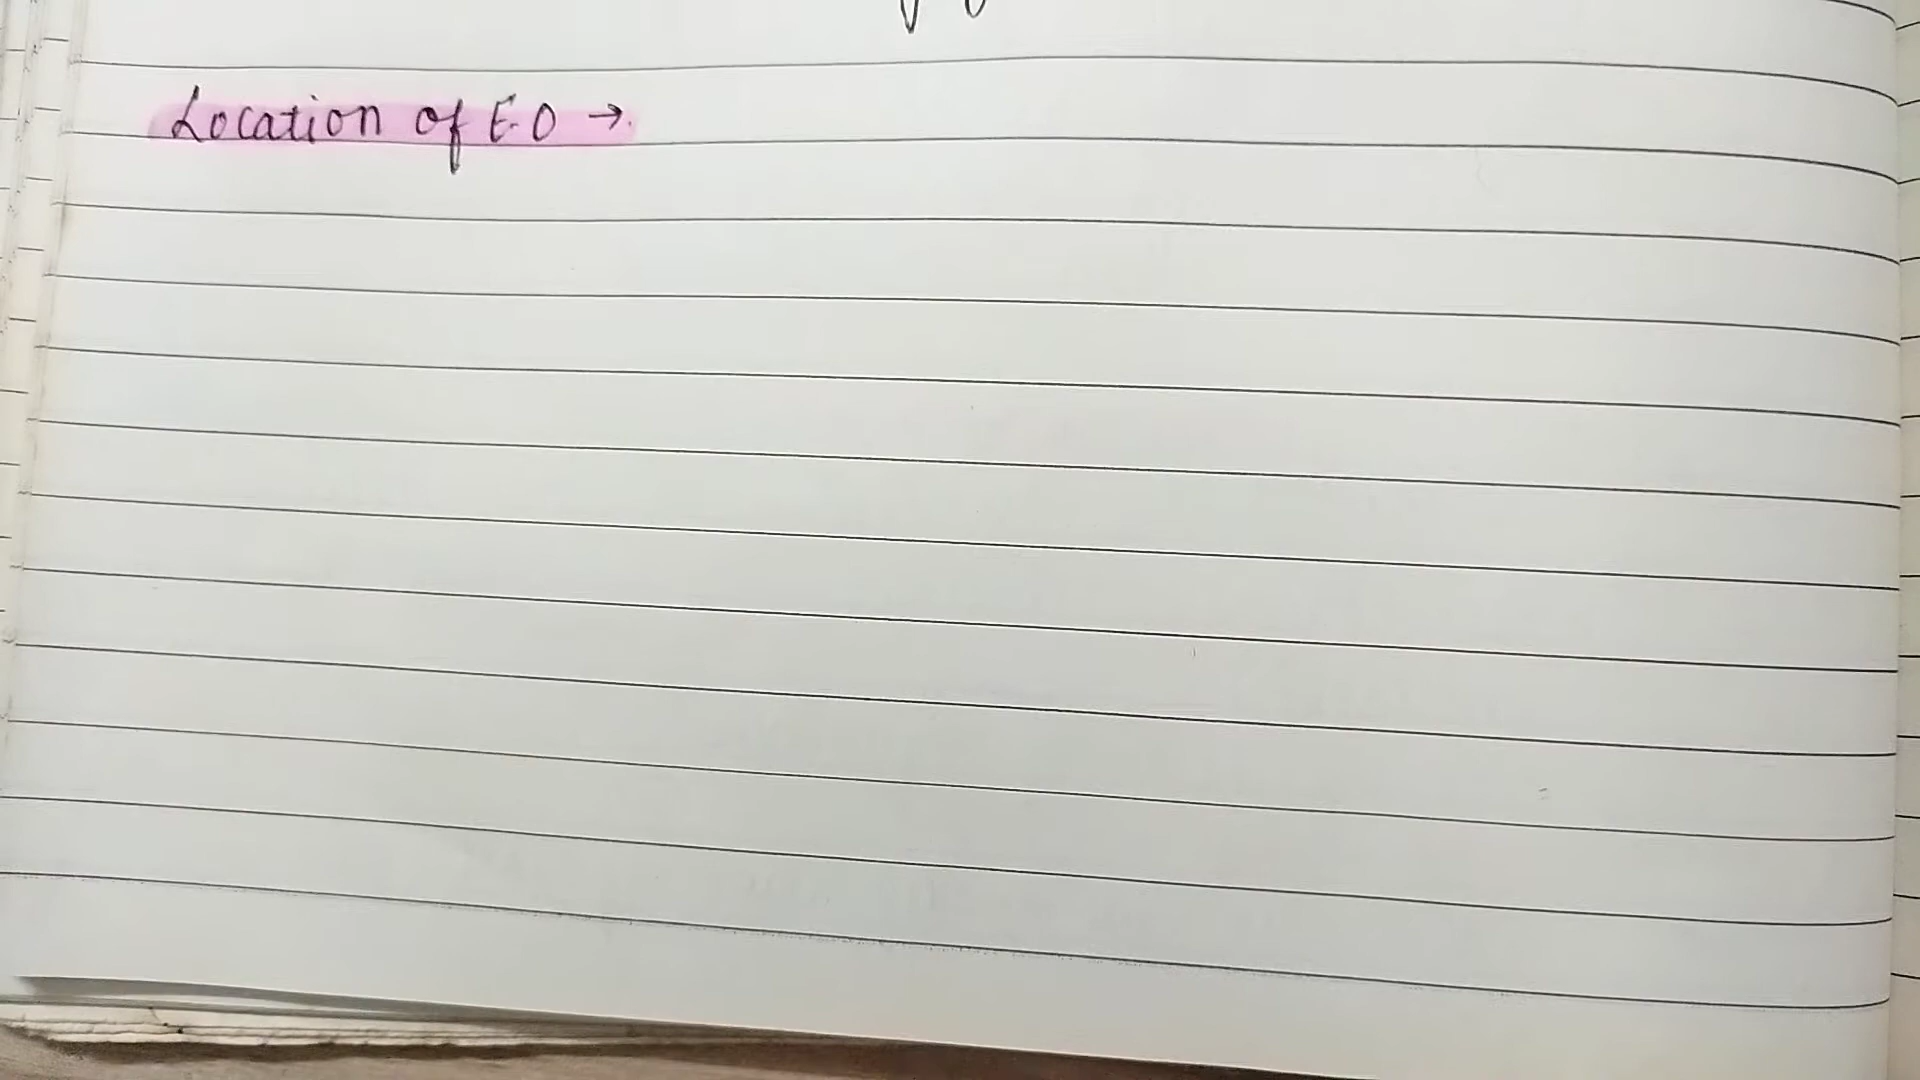 Location of E.O →